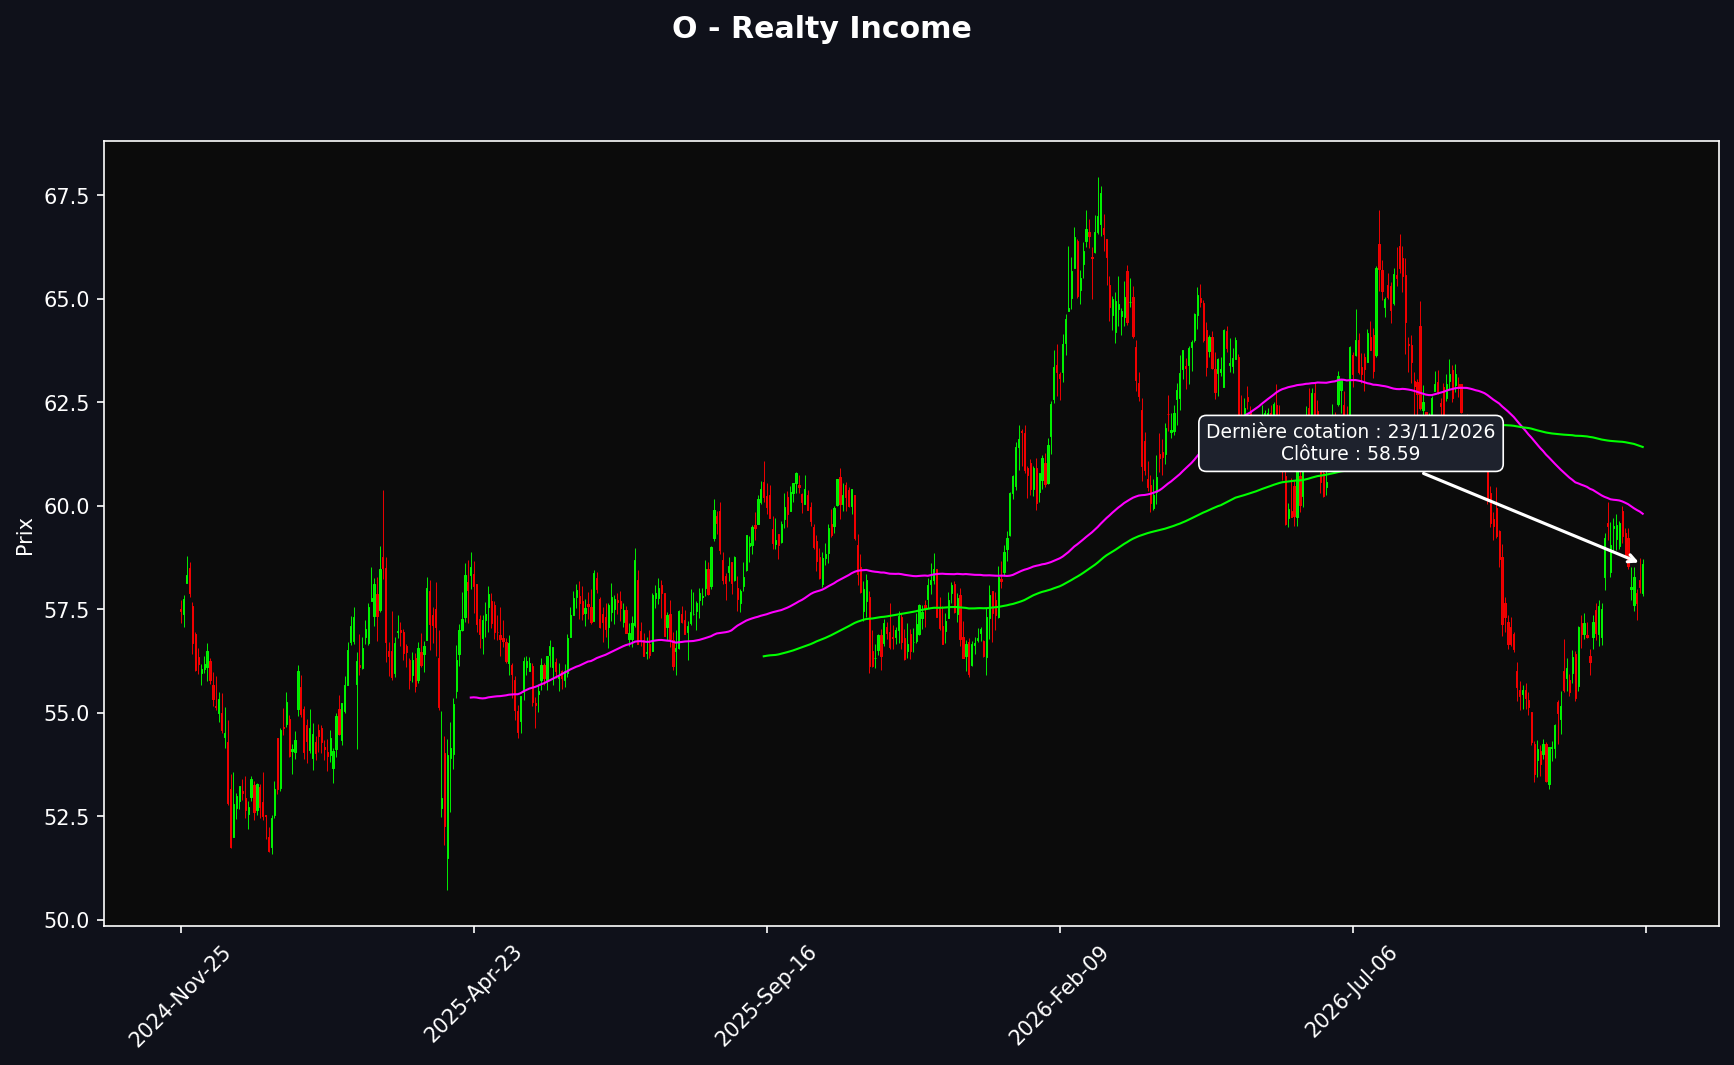 O - Realty Income
Prix
67.5
65.0
62.5
60.0
57.5
55.0
52.5
50.0
Dernière cotation : 23/11/2026
Clôture : 58.59
2024-Nov-25
2025-Apr-23
2025-Sep-16
2026-Feb-09
2026-Jul-06